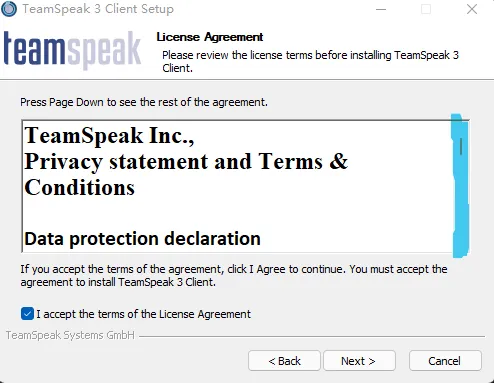 TeamSpeak 3 Client Setup
teamspeak
License Agreement
Please review the license terms before installing TeamSpeak 3
Client.
Press Page Down to see the rest of the agreement.
TeamSpeak Inc.,
Privacy statement and Terms &
Conditions
Data protection declaration
If you accept the terms of the agreement, click I Agree to continue. You must accept the
agreement to install TeamSpeak 3 Client.
I accept the terms of the License Agreement
TeamSpeak Systems GmbH
< Back
Next >
Cancel